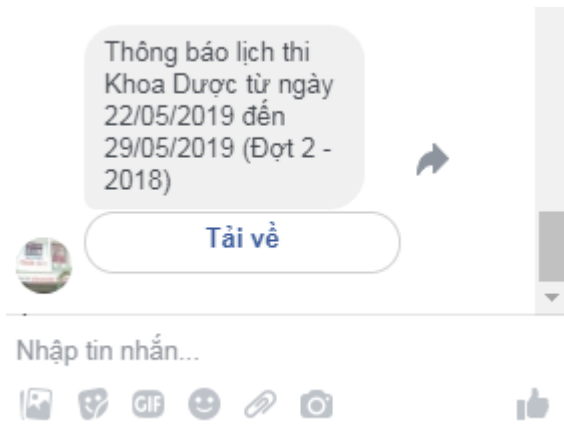 Thông báo lịch thi
Khoa Dược từ ngày
22/05/2019 đến
29/05/2019 (Đợt 2 -
2018)
Tải về
Nhập tin nhắn...
GIF